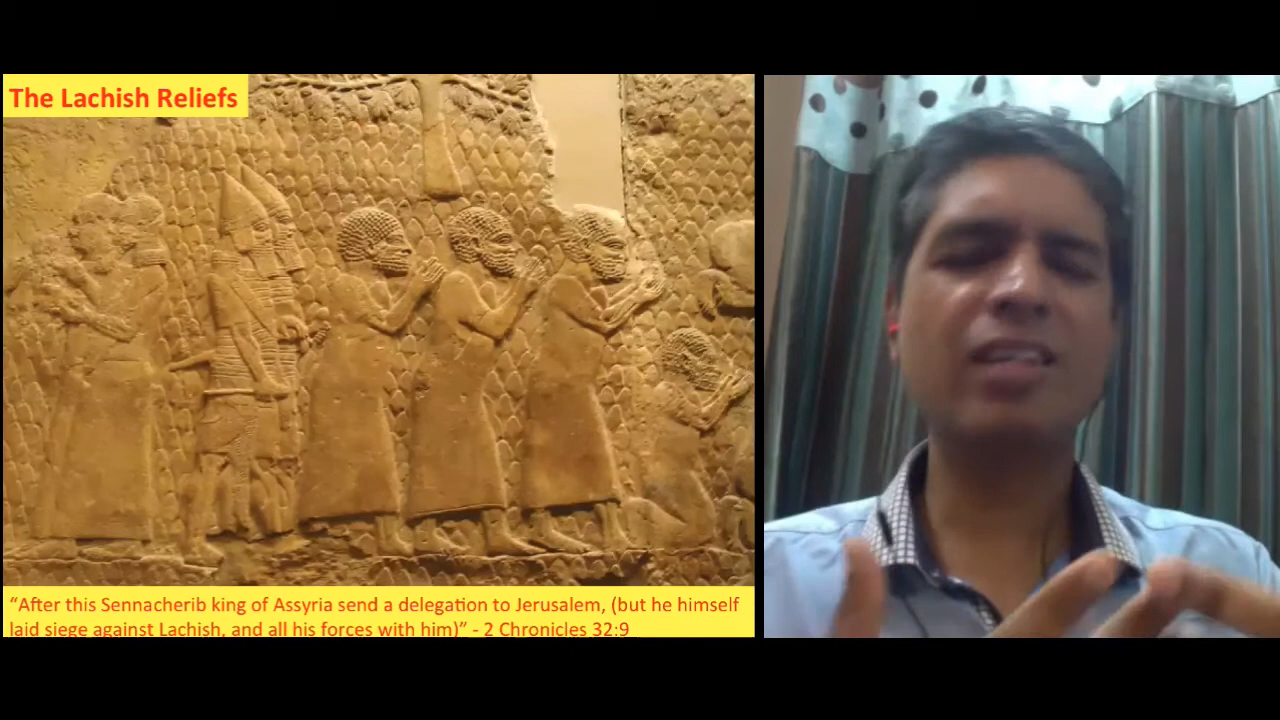 The Lachish Reliefs
“After this Sennacherib king of Assyria send a delegation to Jerusalem, (but he himself
laid siege against Lachish, and all his forces with him)” - 2 Chronicles 32:9